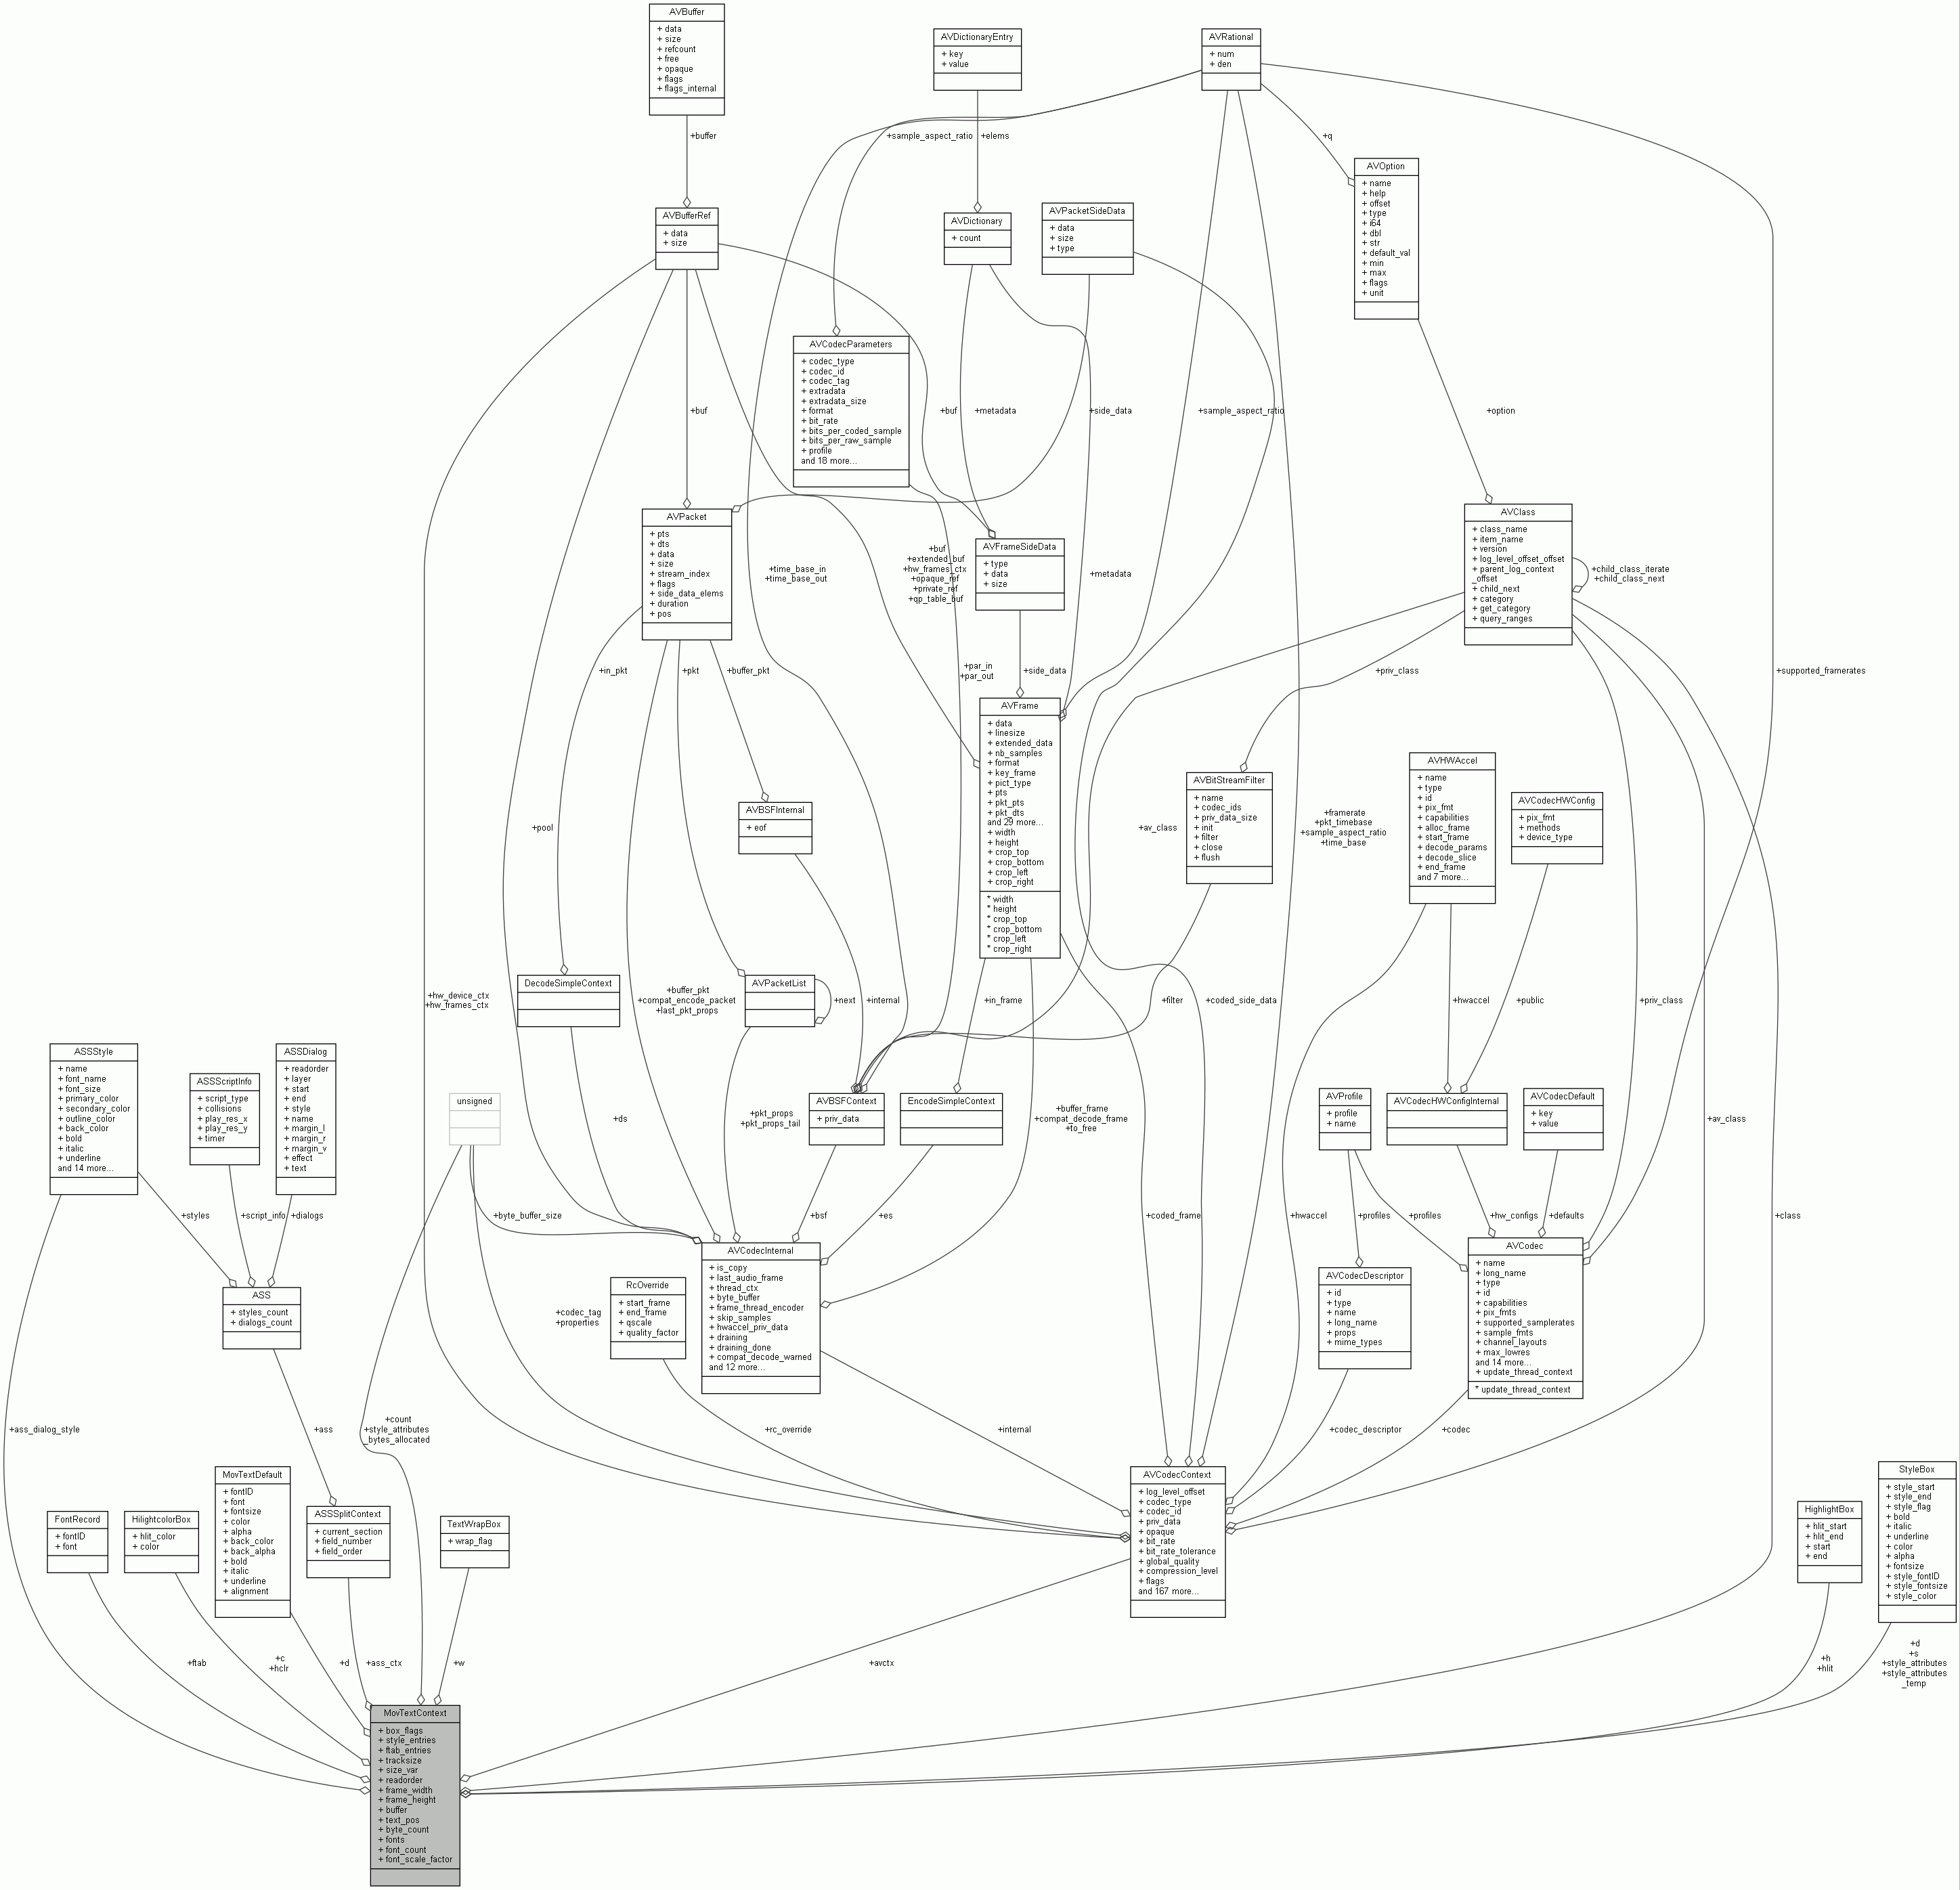 AVBuffer
+ data
+ size
+ refcount
+ free
+ opaque
+ flags
+ flags_internal
AVDictionaryEntry
+ key
+ value
AVRational
+ num
+ den
+buffer
+sample_aspect_ratio
+elems
+q
AVOption
+ name
+ help
+ offset
+ type
+ i64
+ dbl
+ str
+ default_val
+ min
+ max
+ flags
+ unit
AVBufferRef
+ data
+ size
AVDictionary
+ count
AVPacketSideData
+ data
+ size
+ type
AVCodecParameters
+ codec_type
+ codec_id
+ codec_tag
+ extradata
+ extradata_size
+ format
+ bit_rate
+ bits_per_coded_sample
+ bits_per_raw_sample
+ profile
and 18 more...
+buf
+buf
+metadata
+side_data
+sample_aspect_ratio
+option
AVPacket
+ pts
+ dts
+ data
+ size
+ stream_index
+ flags
+ side_data_elems
+ duration
+ pos
+time_base_in
+time_base_out
+buf
+extended_buf
+hw_frames_ctx
+opaque_ref
+private_ref
+qp_table_buf
AVFrameSideData
+ type
+ data
+ size
+metadata
AVClass
+ class_name
+ item_name
+ version
+ log_level_offset_offset
+ parent_log_context
_offset
+ child_next
+ category
+ get_category
+ query_ranges
+child_class_iterate
+child_class_next
+in_pkt
+pkt
+buffer_pkt
+par_in
+par_out
+side_data
+priv_class
+supported_framerates
AVFrame
+ data
+ linesize
+ extended_data
+ nb_samples
+ format
+ key_frame
+ pict_type
+ pts
+ pkt_pts
+ pkt_dts
and 29 more...
+ width
+ height
+ crop_top
+ crop_bottom
+ crop_left
+ crop_right
* width
* height
* crop_top
* crop_bottom
* crop_left
* crop_right
+pool
AVBSFInternal
+ eof
+av_class
AVBitStreamFilter
+ name
+ codec_ids
+ priv_data_size
+ init
+ filter
+ close
+ flush
+framerate
+pkt_timebase
+sample_aspect_ratio
+time_base
AVHWAccel
+ name
+ type
+ id
+ pix_fmt
+ capabilities
+ alloc_frame
+ start_frame
+ decode_params
+ decode_slice
+ end_frame
and 7 more...
AVCodecHWConfig
+ pix_fmt
+ methods
+ device_type
+hw_device_ctx
+hw_frames_ctx
DecodeSimpleContext
+buffer_pkt
+compat_encode_packet
+last_pkt_props
AVPacketList
+next
+internal
+in_frame
+filter
+coded_side_data
+hwaccel
+public
+priv_class
ASSStyle
+ name
+ font_name
+ font_size
+ primary_color
+ secondary_color
+ outline_color
+ back_color
+ bold
+ italic
+ underline
and 14 more...
ASSScriptInfo
+ script_type
+ collisions
+ play_res_x
+ play_res_y
+ timer
ASSDialog
+ readorder
+ layer
+ start
+ end
+ style
+ name
+ margin_l
+ margin_r
+ margin_v
+ effect
+ text
unsigned
+ds
+pkt_props
+pkt_props_tail
AVBSFContext
+ priv_data
EncodeSimpleContext
+buffer_frame
+compat_decode_frame
+to_free
AVProfile
+ profile
+ name
AVCodecHWConfigInternal
AVCodecDefault
+ key
+ value
+av_class
+styles
+script_info
+dialogs
+byte_buffer_size
+bsf
+es
+coded_frame
+hwaccel
+profiles
+profiles
+hw_configs
+defaults
+class
ASS
+ styles_count
+ dialogs_count
+codec_tag
+properties
RcOverride
+ start_frame
+ end_frame
+ qscale
+ quality_factor
AVCodecInternal
+ is_copy
+ last_audio_frame
+ thread_ctx
+ byte_buffer
+ frame_thread_encoder
+ skip_samples
+ hwaccel_priv_data
+ draining
+ draining_done
+ compat_decode_warned
and 12 more...
AVCodecDescriptor
+ id
+ type
+ name
+ long_name
+ props
+ mime_types
AVCodec
+ name
+ long_name
+ type
+ id
+ capabilities
+ pix_fmts
+ supported_samplerates
+ sample_fmts
+ channel_layouts
+ max_lowres
and 14 more...
+ update_thread_context
* update_thread_context
+ass_dialog_style
+ass
+count
+style_attributes
_bytes_allocated
+rc_override
+internal
+codec_descriptor
+codec
FontRecord
+ fontID
+ font
HilightcolorBox
+ hlit_color
+ color
MovTextDefault
+ fontID
+ font
+ fontsize
+ color
+ alpha
+ back_color
+ back_alpha
+ bold
+ italic
+ underline
+ alignment
ASSSplitContext
+ current_section
+ field_number
+ field_order
TextWrapBox
+ wrap_flag
AVCodecContext
+ log_level_offset
+ codec_type
+ codec_id
+ priv_data
+ opaque
+ bit_rate
+ bit_rate_tolerance
+ global_quality
+ compression_level
+ flags
and 167 more...
HighlightBox
+ hlit_start
+ hlit_end
+ start
+ end
StyleBox
+ style_start
+ style_end
+ style_flag
+ bold
+ italic
+ underline
+ color
+ alpha
+ fontsize
+ style_fontID
+ style_fontsize
+ style_color
+ftab
+c
+hclr
+d
+ass_ctx
+w
+avctx
+h
+hlit
+d
+s
+style_attributes
+style_attributes
_temp
MovTextContext
+ box_flags
+ style_entries
+ ftab_entries
+ tracksize
+ size_var
+ readorder
+ frame_width
+ frame_height
+ buffer
+ text_pos
+ byte_count
+ fonts
+ font_count
+ font_scale_factor